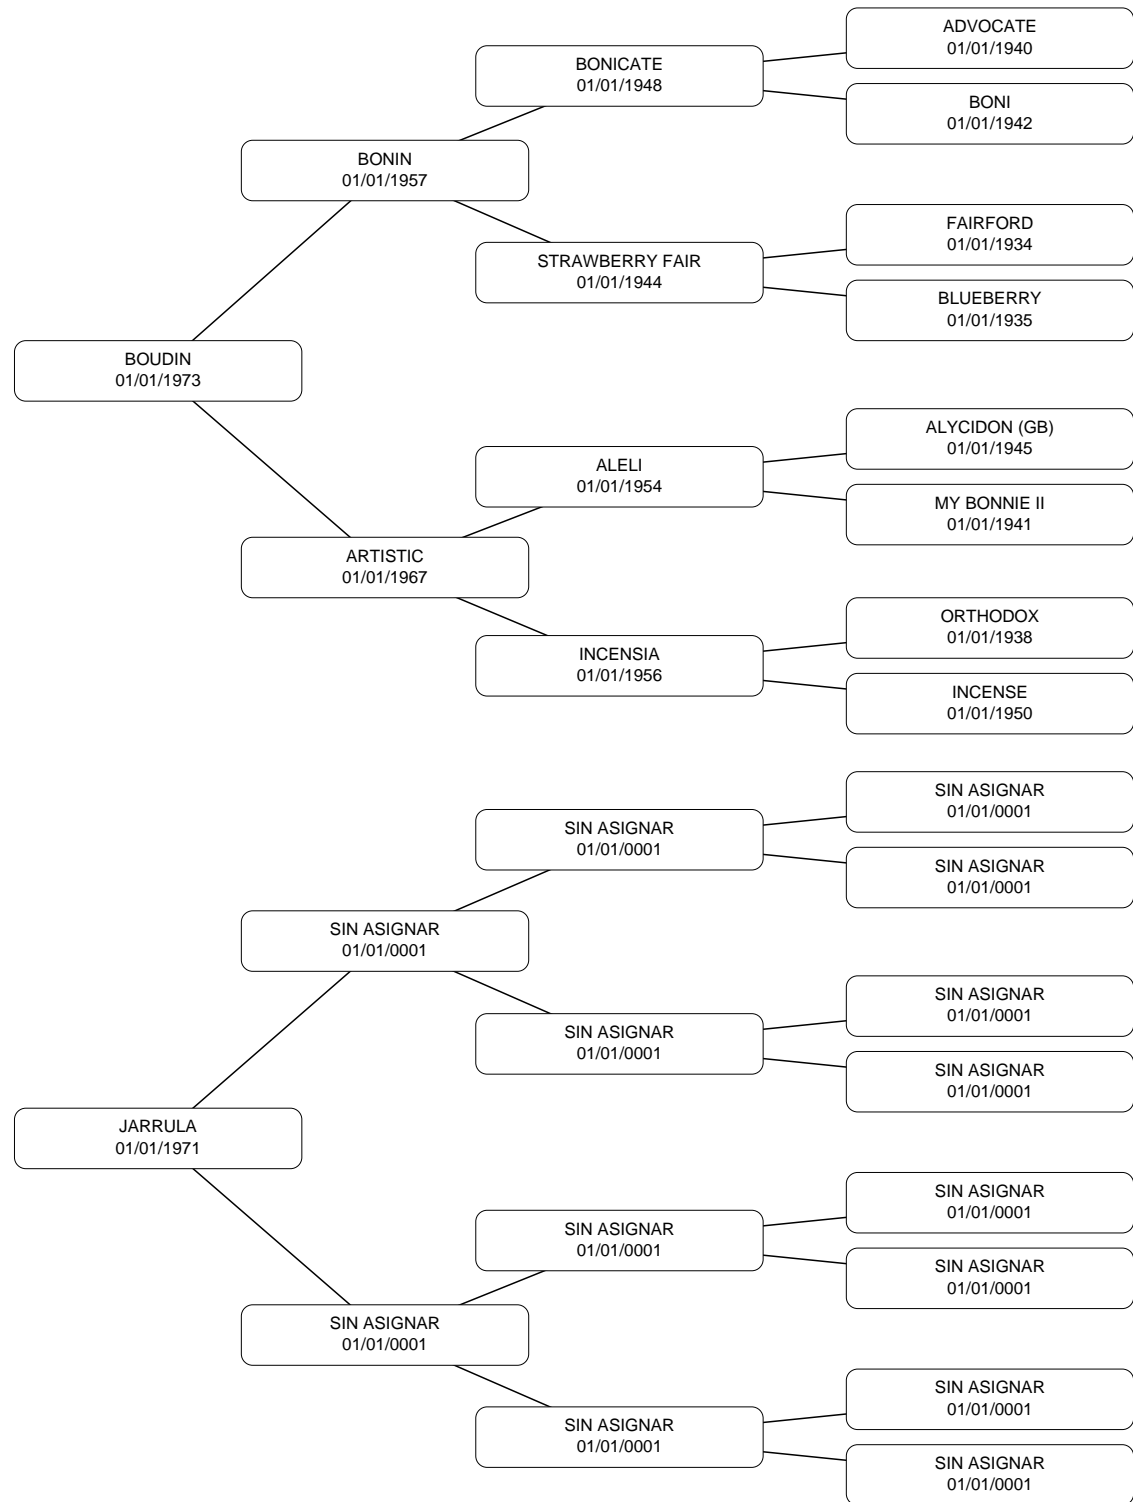 ADVOCATE
01/01/1940
BONICATE
01/01/1948
BONI
01/01/1942
BONIN
01/01/1957
FAIRFORD
01/01/1934
STRAWBERRY FAIR
01/01/1944
BLUEBERRY
01/01/1935
BOUDIN
01/01/1973
ALYCIDON (GB)
01/01/1945
ALELI
01/01/1954
MY BONNIE II
01/01/1941
ARTISTIC
01/01/1967
ORTHODOX
01/01/1938
INCENSIA
01/01/1956
INCENSE
01/01/1950
SIN ASIGNAR
01/01/0001
SIN ASIGNAR
01/01/0001
SIN ASIGNAR
01/01/0001
SIN ASIGNAR
01/01/0001
SIN ASIGNAR
01/01/0001
SIN ASIGNAR
01/01/0001
SIN ASIGNAR
01/01/0001
JARRULA
01/01/1971
SIN ASIGNAR
01/01/0001
SIN ASIGNAR
01/01/0001
SIN ASIGNAR
01/01/0001
SIN ASIGNAR
01/01/0001
SIN ASIGNAR
01/01/0001
SIN ASIGNAR
01/01/0001
SIN ASIGNAR
01/01/0001